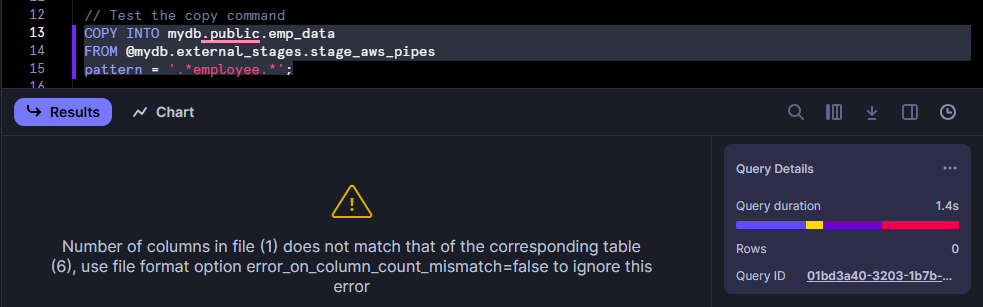 12 // Test the copy command
13 COPY INTO mydb.public.emp_data
14 FROM @mydb.external_stages.stage_aws_pipes
15 pattern = '.*employee.*';
16
Results
Chart
Number of columns in file (1) does not match that of the corresponding table
(6), use file format option error_on_column_count_mismatch=false to ignore this
error
Query Details
...
Query duration 1.4s
Rows 0
Query ID 01bd3a40-3203-1b7b-...